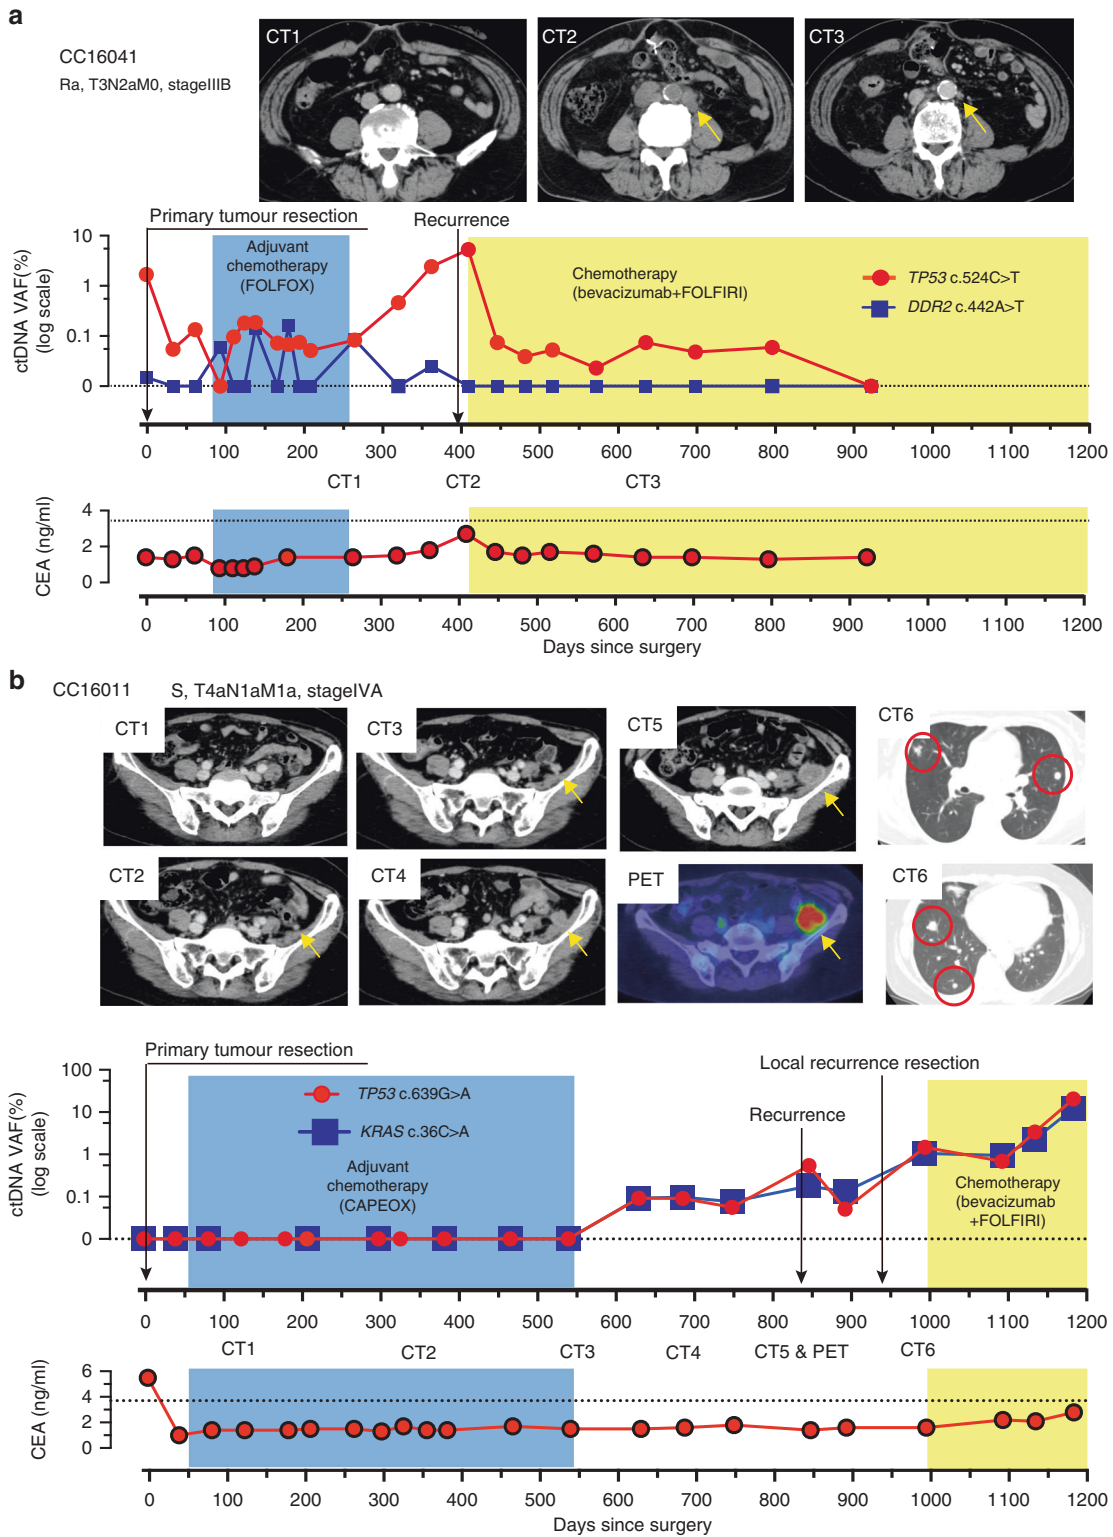 a
CC16041
Ra, T3N2aM0, stageIIIB
CT1
CT2
CT3
Primary tumour resection
Recurrence
ctDNA VAF(%)
(log scale)
10
1
0.1
0
Adjuvant
chemotherapy
(FOLFOX)
Chemotherapy
(bevacizumab+FOLFIRI)
TP53 c.524C>T
DDR2 c.442A>T
0 100 200 300 400 500 600 700 800 900 1000 1100 1200
CT1 CT2 CT3
CEA (ng/ml)
4
2
0
0 100 200 300 400 500 600 700 800 900 1000 1100 1200
Days since surgery
b
CC16011 S, T4aN1aM1a, stageIVA
CT1
CT3
CT5
CT6
CT2
CT4
PET
CT6
Primary tumour resection
Local recurrence resection
Recurrence
ctDNA VAF(%)
(log scale)
100
10
1
0.1
0
TP53 c.639G>A
KRAS c.36C>A
Adjuvant
chemotherapy
(CAPEOX)
Chemotherapy
(bevacizumab
+FOLFIRI)
0 100 200 300 400 500 600 700 800 900 1000 1100 1200
CT1 CT2 CT3 CT4 CT5 & PET CT6
CEA (ng/ml)
6
4
2
0
0 100 200 300 400 500 600 700 800 900 1000 1100 1200
Days since surgery